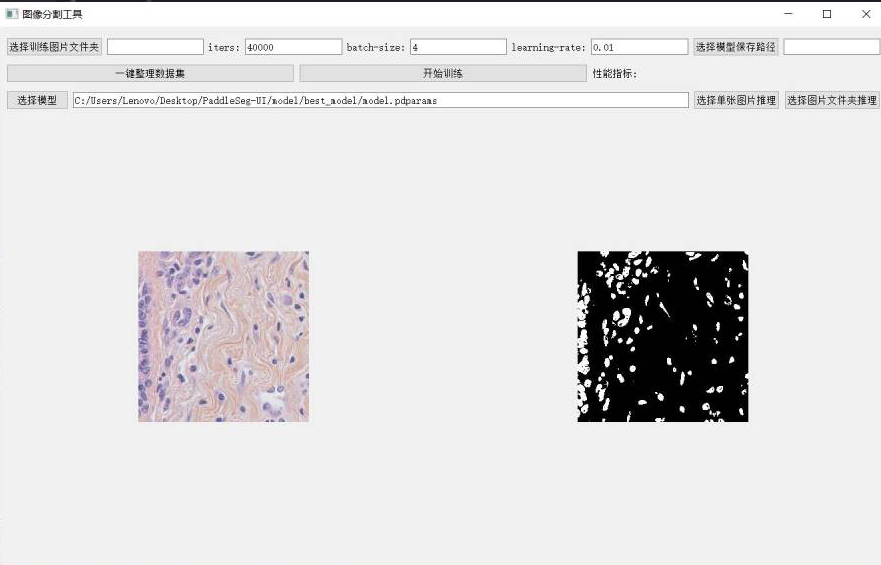 图像分割工具
选择训练图片文件夹 iters: 40000 batch-size: 4 learning-rate: 0.01 选择模型保存路径
一键整理数据集 开始训练 性能指标:
选择模型 C:/Users/Lenovo/Desktop/PaddleSeg-UI/model/best_model/model.pdparams 选择单张图片推理 选择图片文件夹推理